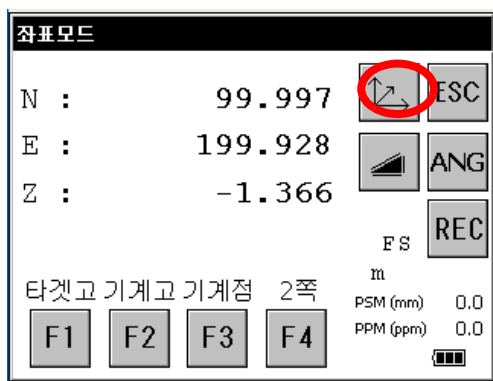 좌표모드
N : 99.997
ESC
E : 199.928
ANG
Z : -1.366
REC
FS
m
타겟고 기계고 기계점 2쪽
PSM (mm) 0.0
F1 F2 F3 F4
PPM (ppm) 0.0